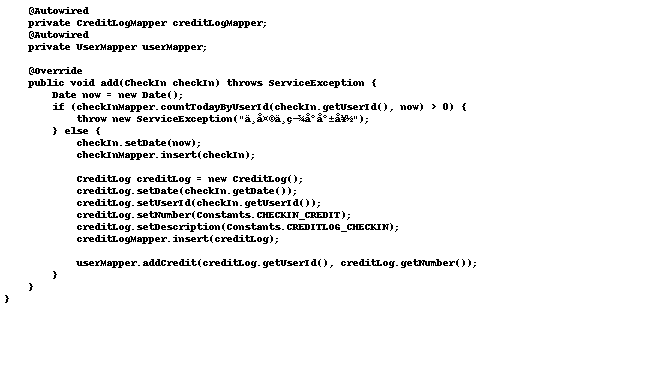 @Autowired
private CreditLogMapper creditLogMapper;
@Autowired
private UserMapper userMapper;
@Override
public void add(CheckIn checkIn) throws ServiceException {
Date now = new Date();
if (checkInMapper.countTodayByUserId(checkIn.getUserId(), now) > 0) {
throw new ServiceException("");
} else {
checkIn.setDate(now);
checkInMapper.insert(checkIn);
CreditLog creditLog = new CreditLog();
creditLog.setDate(checkIn.getDate());
creditLog.setUserId(checkIn.getUserId());
creditLog.setNumber(Constants.CHECKIN_CREDIT);
creditLog.setDescription(Constants.CREDITLOG_CHECKIN);
creditLogMapper.insert(creditLog);
userMapper.addCredit(creditLog.getUserId(), creditLog.getNumber());
}
}
}